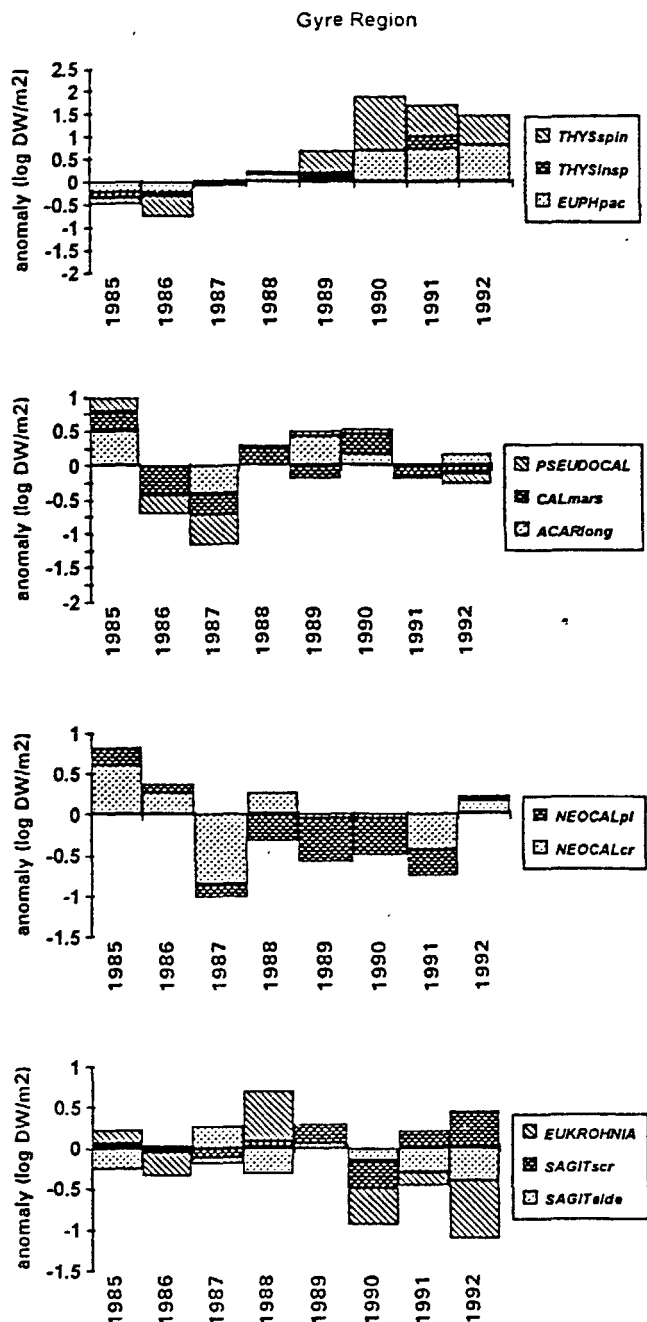 Gyre Region
anomaly (log DW/m2)
2.5
2
1.5
1
0.5
0
-0.5
-1
-1.5
-2
1985 1986 1987 1988 1989 1990 1991 1992
THYSspin
THYSinsp
EUPHpac
anomaly (log DW/m2)
1
0.5
0
-0.5
-1
-1.5
-2
1985 1986 1987 1988 1989 1990 1991 1992
PSEUDOCAL
CALmars
ACARlong
anomaly (log DW/m2)
1
0.5
0
-0.5
-1
-1.5
1985 1986 1987 1988 1989 1990 1991 1992
NEOCALpl
NEOCALcr
anomaly (log DW/m2)
1
0.5
0
-0.5
-1
-1.5
1985 1986 1987 1988 1989 1990 1991 1992
EUKROHNIA
SAGITscr
SAGITelde